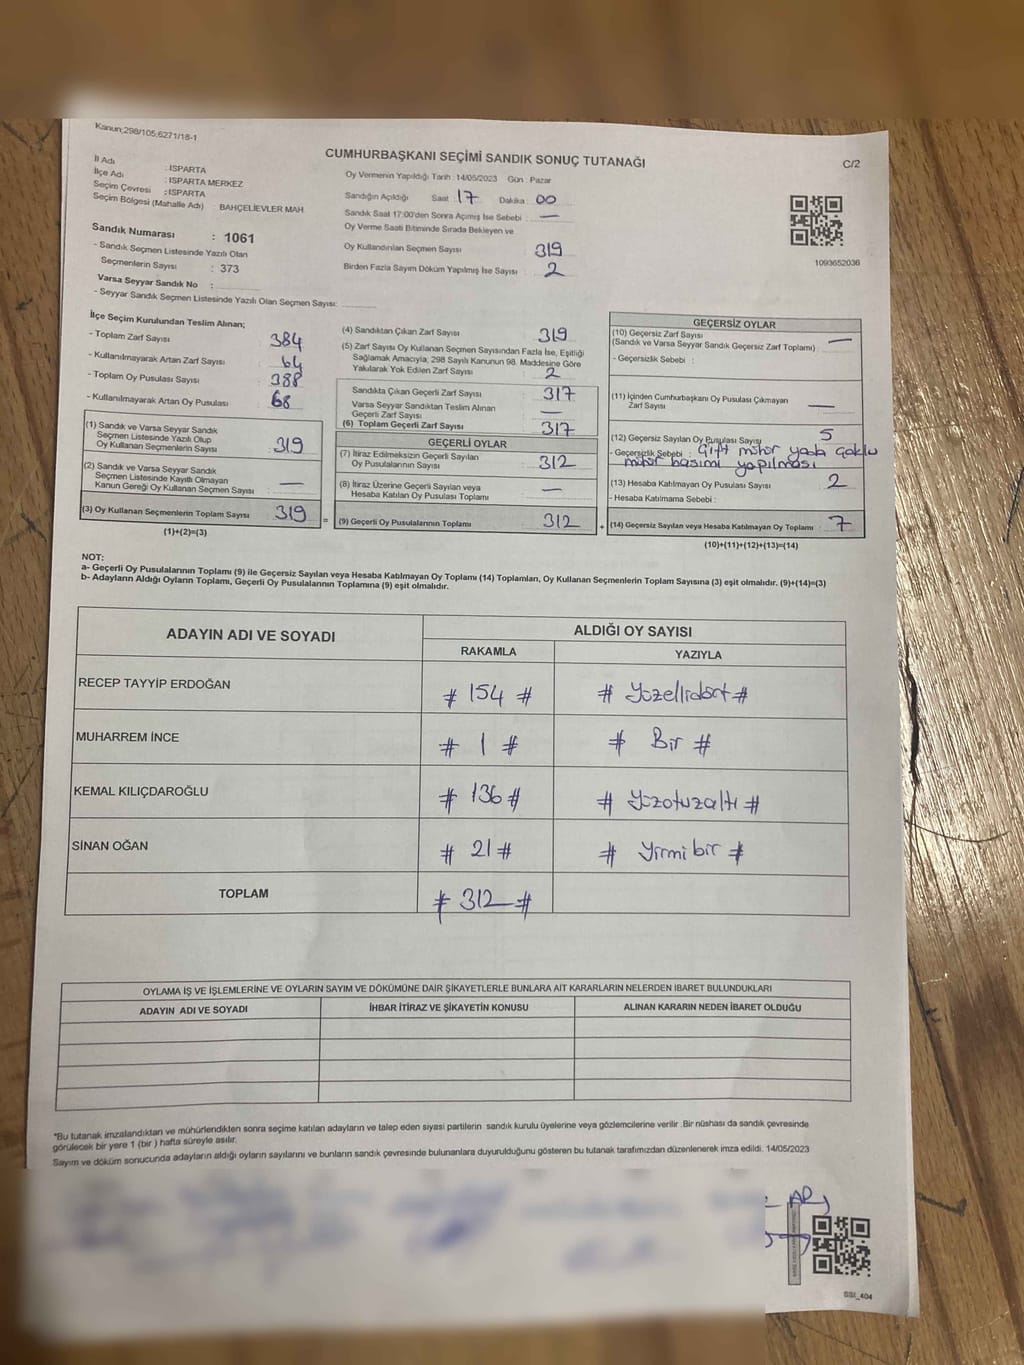 Kanun;298/105;6271/18-1
CUMHURBAŞKANI SEÇİMİ SANDIK SONUÇ TUTANAĞI
C/2
İl Adı : ISPARTA
İlçe Adı : ISPARTA MERKEZ
Seçim Çevresi : ISPARTA
Seçim Bölgesi (Mahalle Adı) : BAHÇELİEVLER MAH
Sandık Numarası : 1061
- Sandık Seçmen Listesinde Yazılı Olan
Seçmenlerin Sayısı : 373
Varsa Seyyar Sandık No :
- Seyyar Sandık Seçmen Listesinde Yazılı Olan Seçmen Sayısı:
Oy Vermenin Yapıldığı Tarih : 14/05/2023 Gün : Pazar
Sandığın Açıldığı Saat : 17 Dakika : 00
Sandık Saat 17:00'den Sonra Açımış İse Sebebi : —
Oy Verme Saati Bitiminde Sırada Bekleyen ve
Oy Kullandırılan Seçmen Sayısı : 319
Birden Fazla Sayım Döküm Yapılmış İse Sayısı : 2
1093652036
İlçe Seçim Kurulundan Teslim Alınan;
- Toplam Zarf Sayısı : 384
- Kullanılmayarak Artan Zarf Sayısı : 64
- Toplam Oy Pusulası Sayısı : 388
- Kullanılmayarak Artan Oy Pusulası : 68
(1) Sandık ve Varsa Seyyar Sandık
Seçmen Listesinde Yazılı Olup
Oy Kullanan Seçmenlerin Sayısı : 319
(2) Sandık ve Varsa Seyyar Sandık
Seçmen Listesinde Kayıtlı Olmayan
Kanun Gereği Oy Kullanan Seçmen Sayısı : —
(3) Oy Kullanan Seçmenlerin Toplam Sayısı : 319
(1)+(2)=(3)
=
(4) Sandıktan Çıkan Zarf Sayısı : 319
(5) Zarf Sayısı Oy Kullanan Seçmen Sayısından Fazla İse, Eşitliği
Sağlamak Amacıyla, 298 Sayılı Kanunun 98. Maddesine Göre
Yakılarak Yok Edilen Zarf Sayısı : 2
Sandıkta Çıkan Geçerli Zarf Sayısı : 317
Varsa Seyyar Sandıktan Teslim Alınan
Geçerli Zarf Sayısı : —
(6) Toplam Geçerli Zarf Sayısı : 317
GEÇERLİ OYLAR
(7) İtiraz Edilmeksizin Geçerli Sayılan
Oy Pusulalarının Sayısı : 312
(8) İtiraz Üzerine Geçerli Sayılan veya
Hesaba Katılan Oy Pusulası Toplamı : —
(9) Geçerli Oy Pusulalarının Toplamı : 312
+
GEÇERSİZ OYLAR
(10) Geçersiz Zarf Sayısı
(Sandık ve Varsa Seyyar Sandık Geçersiz Zarf Toplamı) : —
- Geçersizlik Sebebi :
(11) İçinden Cumhurbaşkanı Oy Pusulası Çıkmayan
Zarf Sayısı : —
(12) Geçersiz Sayılan Oy Pusulası Sayısı : 5
- Geçersizlik Sebebi : Çift mühür yada çoklu
mühür basımı yapılması
(13) Hesaba Katılmayan Oy Pusulası Sayısı : 2
- Hesaba Katılmama Sebebi :
(14) Geçersiz Sayılan veya Hesaba Katılmayan Oy Toplamı : 7
(10)+(11)+(12)+(13)=(14)
NOT:
a- Geçerli Oy Pusulalarının Toplamı (9) ile Geçersiz Sayılan veya Hesaba Katılmayan Oy Toplamı (14) Toplamları, Oy Kullanan Seçmenlerin Toplam Sayısına (3) eşit olmalıdır. (9)+(14)=(3)
b- Adayların Aldığı Oyların Toplamı, Geçerli Oy Pusulalarının Toplamına (9) eşit olmalıdır.
ADAYIN ADI VE SOYADI
ALDIĞI OY SAYISI
RAKAMLA YAZIYLA
RECEP TAYYİP ERDOĞAN # 154 # # Yüzellidört #
MUHARREM İNCE # 1 # # Bir #
KEMAL KILIÇDAROĞLU # 136 # # Yüzotuzaltı #
SİNAN OĞAN # 21 # # Yirmibir #
TOPLAM # 312 #
OYLAMA İŞ VE İŞLEMLERİNE VE OYLARIN SAYIM VE DÖKÜMÜNE DAİR ŞİKAYETLERLE BUNLARA AİT KARARLARIN NELERDEN İBARET BULUNDUKLARI
ADAYIN ADI VE SOYADI İHBAR İTİRAZ VE ŞİKAYETİN KONUSU ALINAN KARARIN NEDEN İBARET OLDUĞU
*Bu tutanak imzalandıktan ve mühürlendikten sonra seçime katılan adayların ve talep eden siyasi partilerin sandık kurulu üyelerine veya gözlemcilerine verilir .Bir nüshası da sandık çevresinde
görülecek bir yere 1 (bir ) hafta süreyle asılır.
Sayım ve döküm sonucunda adayların aldığı oyların sayılarını ve bunların sandık çevresinde bulunanlara duyurulduğunu gösteren bu tutanak tarafımızdan düzenlenerek imza edildi. 14/05/2023
SSI_404